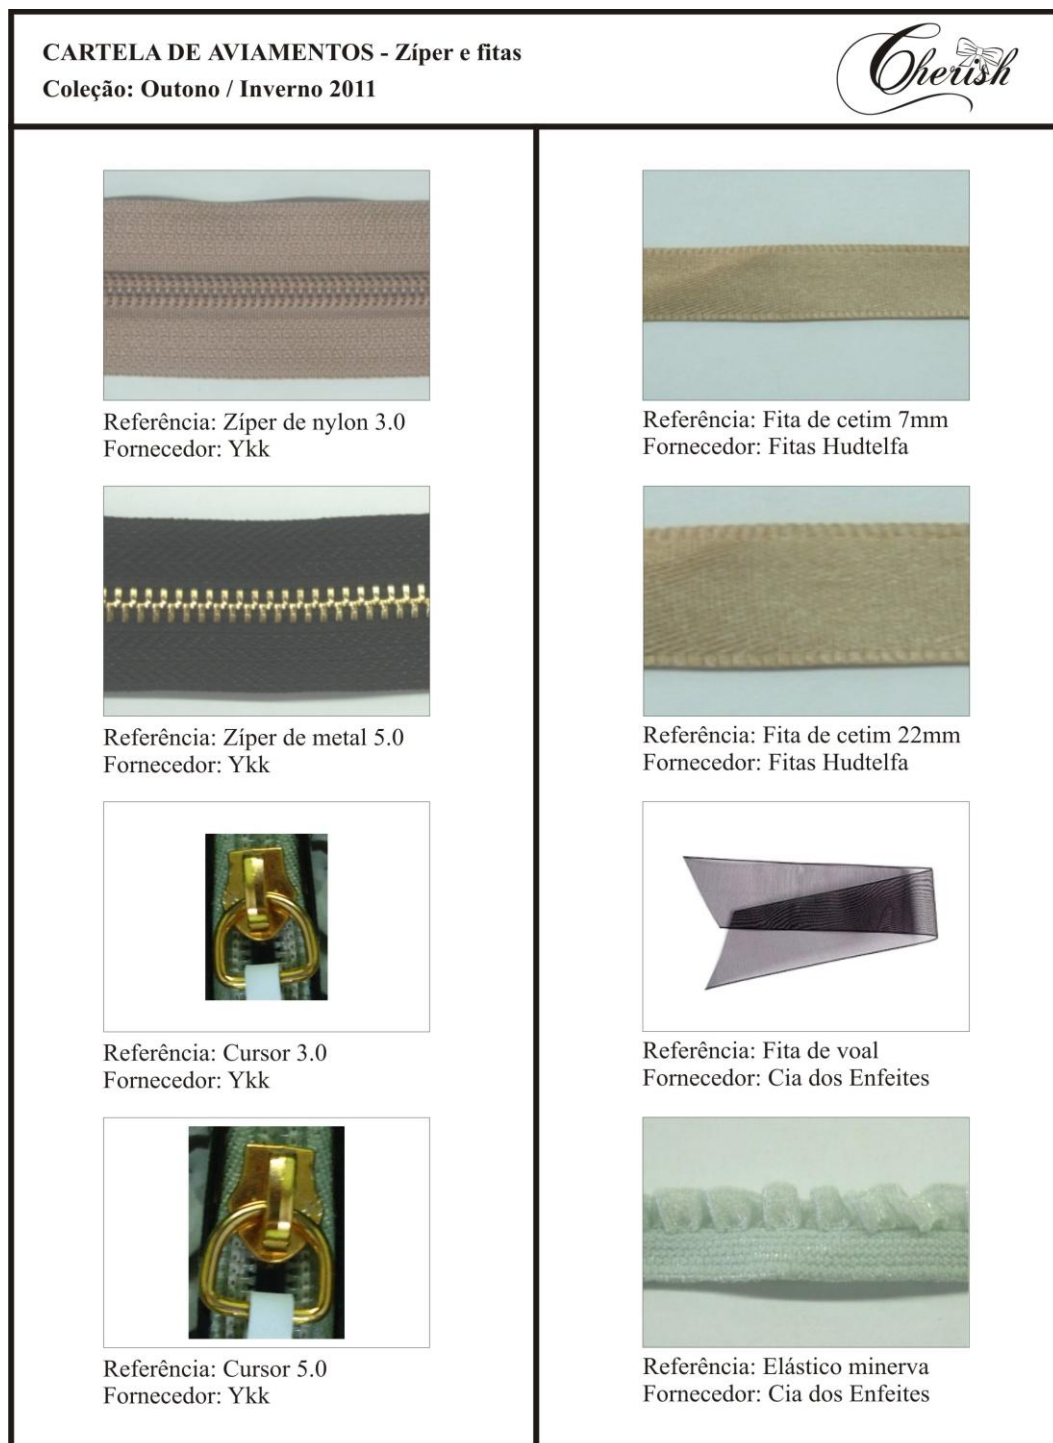 CARTELA DE AVIAMENTOS - Zíper e fitas
Coleção: Outono / Inverno 2011
Cherish
Referência: Zíper de nylon 3.0
Fornecedor: Ykk
Referência: Zíper de metal 5.0
Fornecedor: Ykk
Referência: Cursor 3.0
Fornecedor: Ykk
Referência: Cursor 5.0
Fornecedor: Ykk
Referência: Fita de cetim 7mm
Fornecedor: Fitas Hudtelfa
Referência: Fita de cetim 22mm
Fornecedor: Fitas Hudtelfa
Referência: Fita de voal
Fornecedor: Cia dos Enfeites
Referência: Elástico minerva
Fornecedor: Cia dos Enfeites